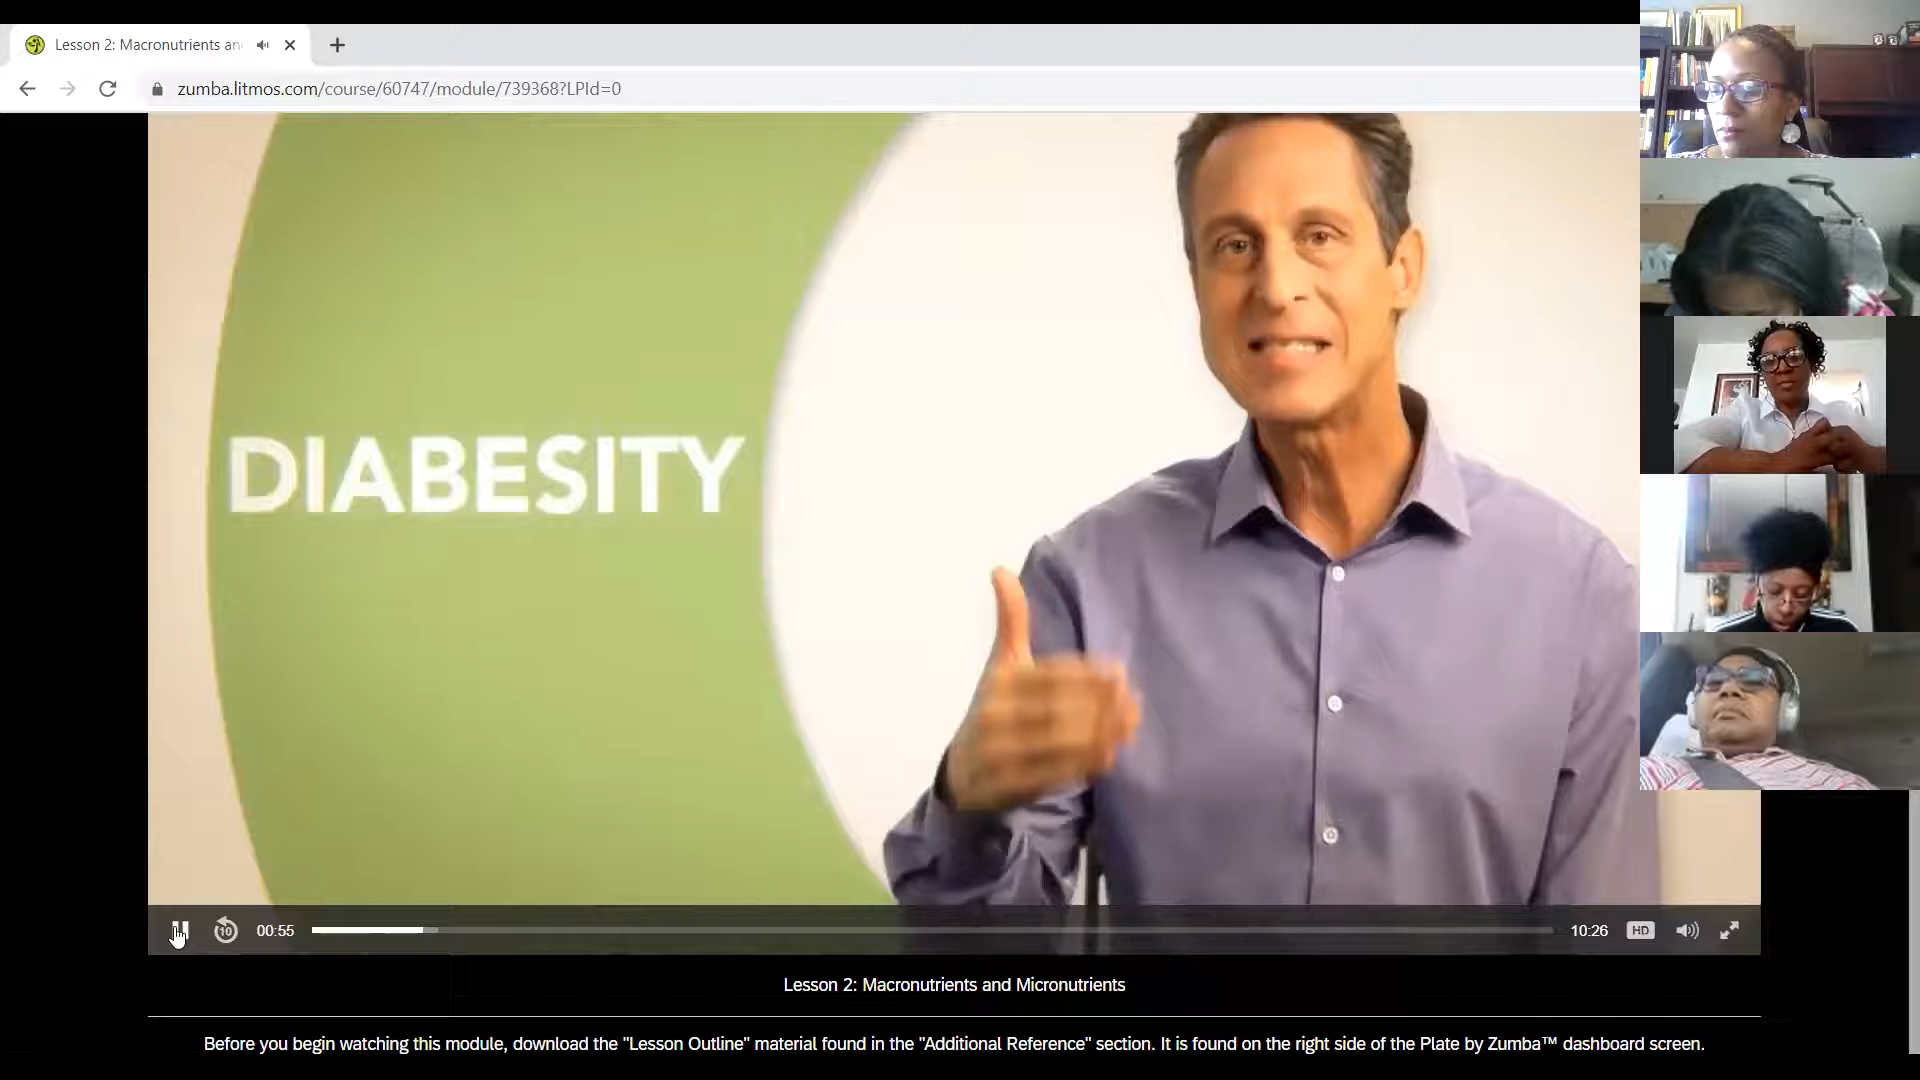 Lesson 2: Macronutrients an
zumba.litmos.com/course/60747/module/739368?LPId=0
DIABESITY
10
00:55
10:26
HD
Lesson 2: Macronutrients and Micronutrients
Before you begin watching this module, download the "Lesson Outline" material found in the "Additional Reference" section. It is found on the right side of the Plate by Zumba™ dashboard screen.